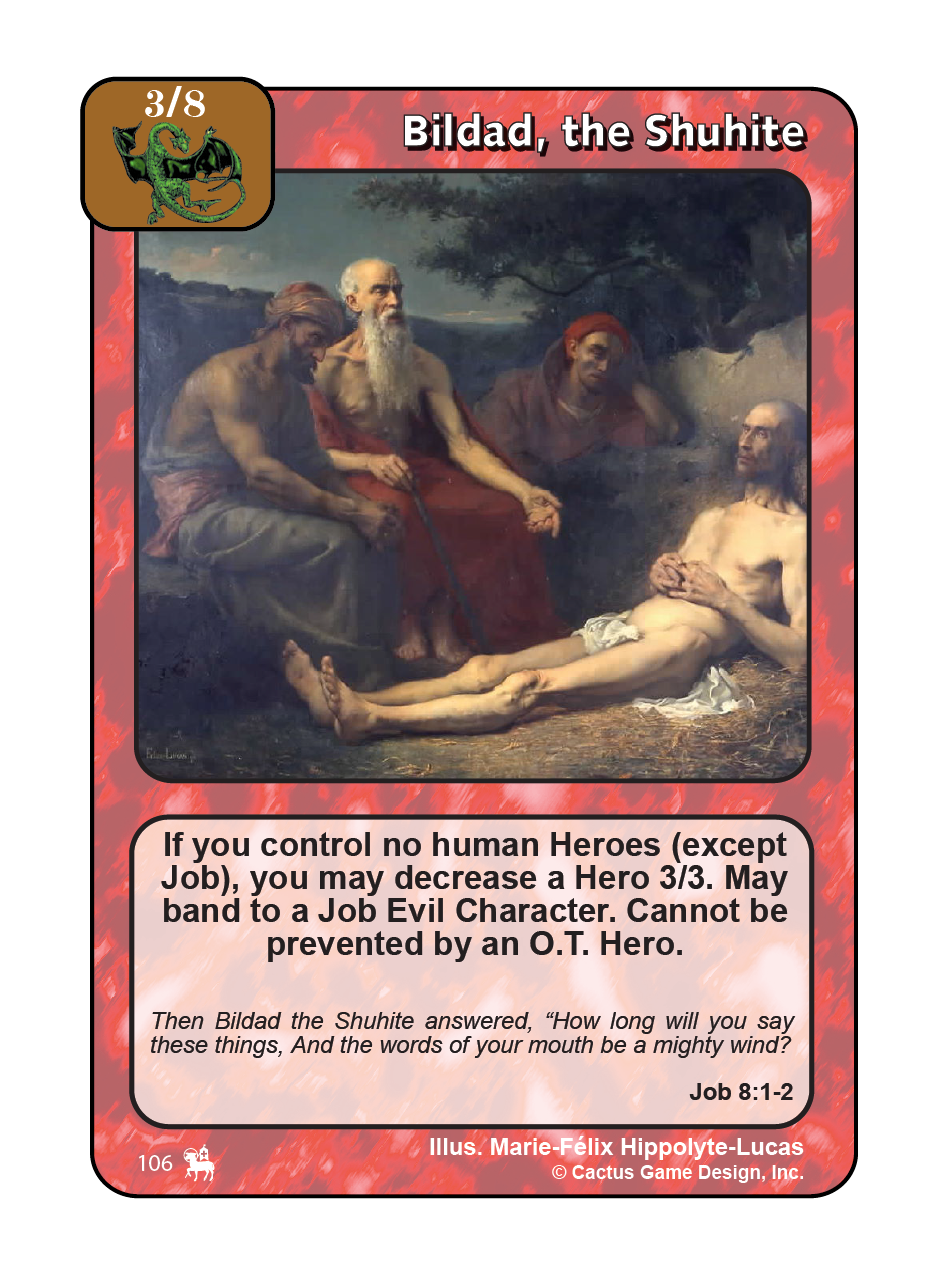 3/8
Bildad, the Shuhite
If you control no human Heroes (except
Job), you may decrease a Hero 3/3. May
band to a Job Evil Character. Cannot be
prevented by an O.T. Hero.
Then Bildad the Shuhite answered, “How long will you say
these things, And the words of your mouth be a mighty wind?
Job 8:1-2
Illus. Marie-Félix Hippolyte-Lucas
106
© Cactus Game Design, Inc.